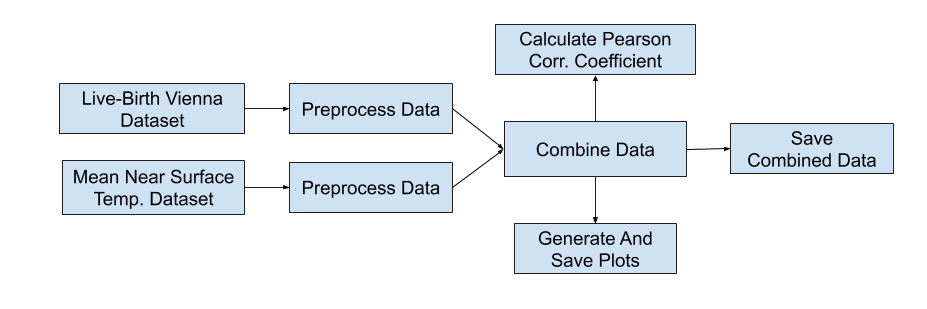 Calculate Pearson
Corr. Coefficient
Live-Birth Vienna
Dataset
Preprocess Data
Combine Data
Save
Combined Data
Mean Near Surface
Temp. Dataset
Preprocess Data
Generate And
Save Plots